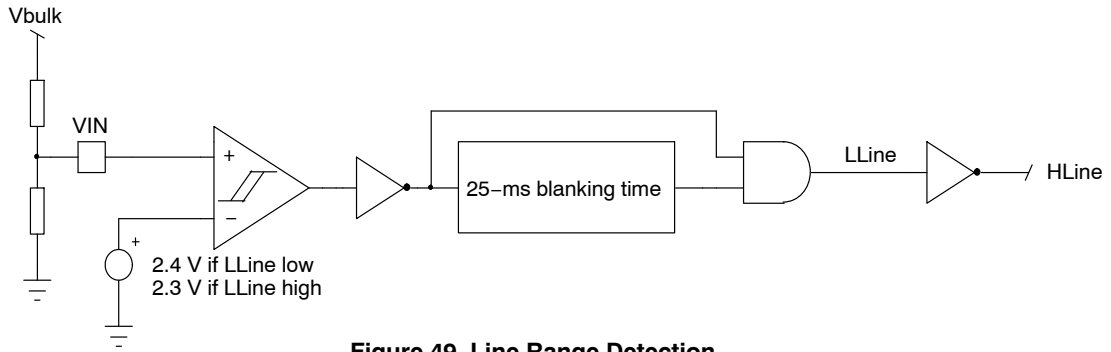 Vbulk
VIN
+
−
+
2.4 V if LLine low
2.3 V if LLine high
25−ms blanking time
LLine
HLine
Figure 49. Line Range Detection